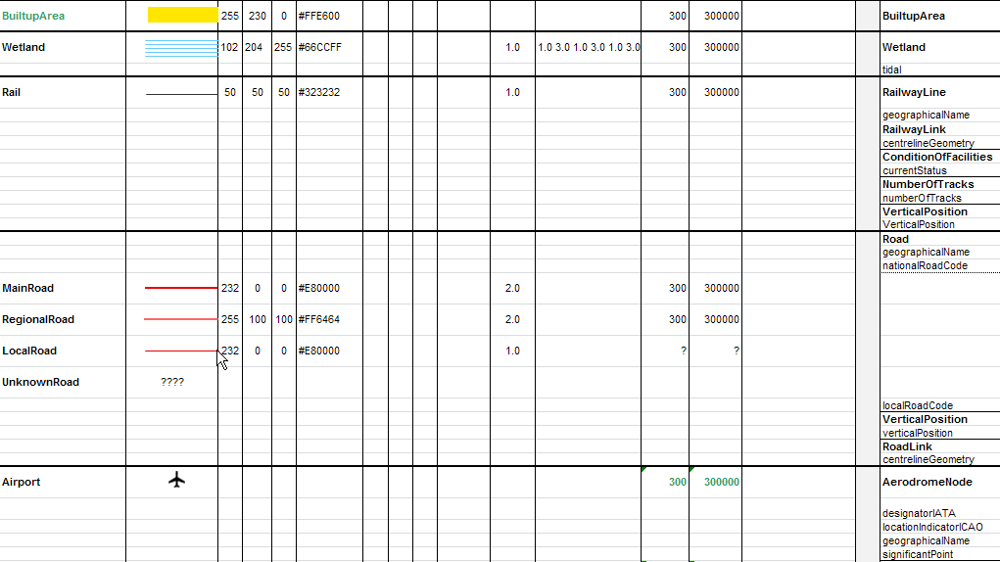 BuiltupArea 255 230 0 #FFE600 300 300000 BuiltupArea
Wetland 102 204 255 #66CCFF 1.0 1.0 3.0 1.0 3.0 1.0 3.0 300 300000 Wetland
tidal
Rail 50 50 50 #323232 1.0 300 300000 RailwayLine
geographicalName
RailwayLink
centrelineGeometry
ConditionOfFacilities
currentStatus
NumberOfTracks
numberOfTracks
VerticalPosition
VerticalPosition
Road
geographicalName
nationalRoadCode
MainRoad 232 0 0 #E80000 2.0 300 300000
RegionalRoad 255 100 100 #FF6464 2.0 300 300000
LocalRoad 232 0 0 #E80000 1.0 ? ?
UnknownRoad ????
localRoadCode
VerticalPosition
verticalPosition
RoadLink
centrelineGeometry
Airport 300 300000 AerodromeNode
designatorIATA
locationIndicatorICAO
geographicalName
significantPoint